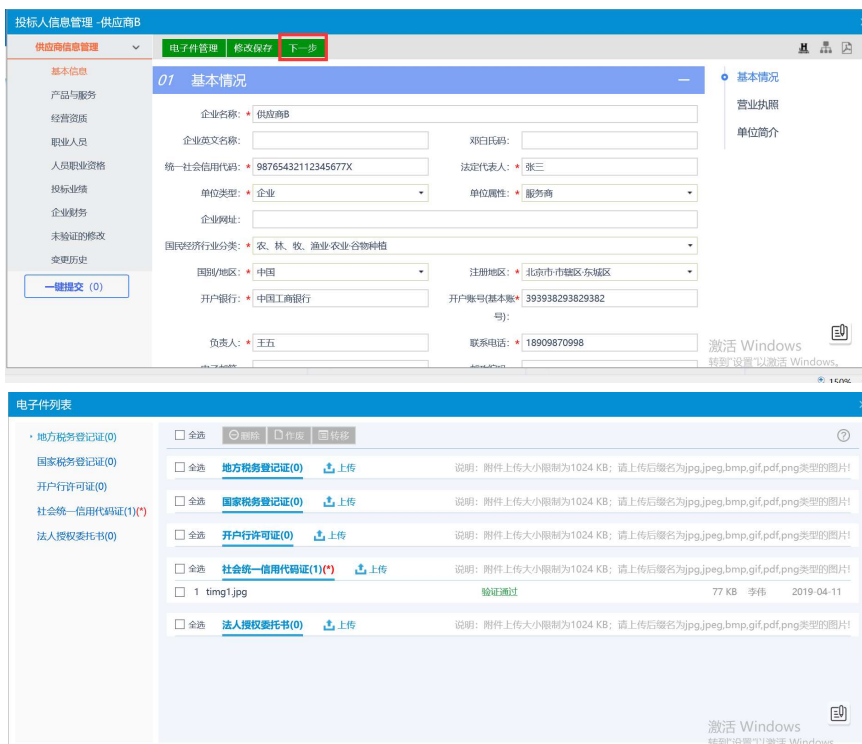 投标人信息管理 -供应商B
供应商信息管理
电子件管理 修改保存 下一步
基本信息
产品与服务
经营资质
职业人员
人员职业资格
投标业绩
企业财务
未验证的修改
变更历史
一键提交 (0)
01 基本情况
基本情况
营业执照
单位简介
企业名称: * 供应商B
企业英文名称: 邓白氏码:
统一社会信用代码: * 98765432112345677X 法定代表人: * 张三
单位类型: * 企业 单位属性: * 服务商
企业网址:
国民经济行业分类: * 农、林、牧、渔业·农业·谷物种植
国别/地区: * 中国 注册地区: * 北京市·市辖区·东城区
开户银行: * 中国工商银行 开户账号(基本账* 393938293829382
号):
负责人: * 王五 联系电话: * 18909870998
激活 Windows
转到"设置"以激活 Windows。
150%
电子件列表
地方税务登记证(0)
国家税务登记证(0)
开户行许可证(0)
社会统一信用代码证(1)(*)
法人授权委托书(0)
全选 删除 作废 转移
全选 地方税务登记证(0) 上传 说明:附件上传大小限制为1024 KB;请上传后缀名为jpg,jpeg,bmp,gif,pdf,png类型的图片!
全选 国家税务登记证(0) 上传 说明:附件上传大小限制为1024 KB;请上传后缀名为jpg,jpeg,bmp,gif,pdf,png类型的图片!
全选 开户行许可证(0) 上传 说明:附件上传大小限制为1024 KB;请上传后缀名为jpg,jpeg,bmp,gif,pdf,png类型的图片!
全选 社会统一信用代码证(1)(*) 上传 说明:附件上传大小限制为1024 KB;请上传后缀名为jpg,jpeg,bmp,gif,pdf,png类型的图片!
1 timg1.jpg 验证通过 77 KB 李伟 2019-04-11
全选 法人授权委托书(0) 上传 说明:附件上传大小限制为1024 KB;请上传后缀名为jpg,jpeg,bmp,gif,pdf,png类型的图片!
激活 Windows
转到"设置"以激活 Windows